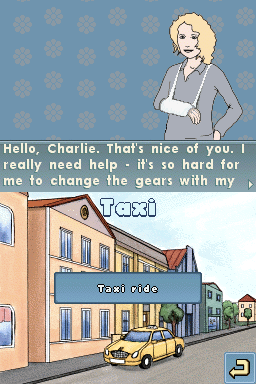 Hello, Charlie. That's nice of you. I
really need help - it's so hard for
me to change the gears with my
Taxi
Taxi ride